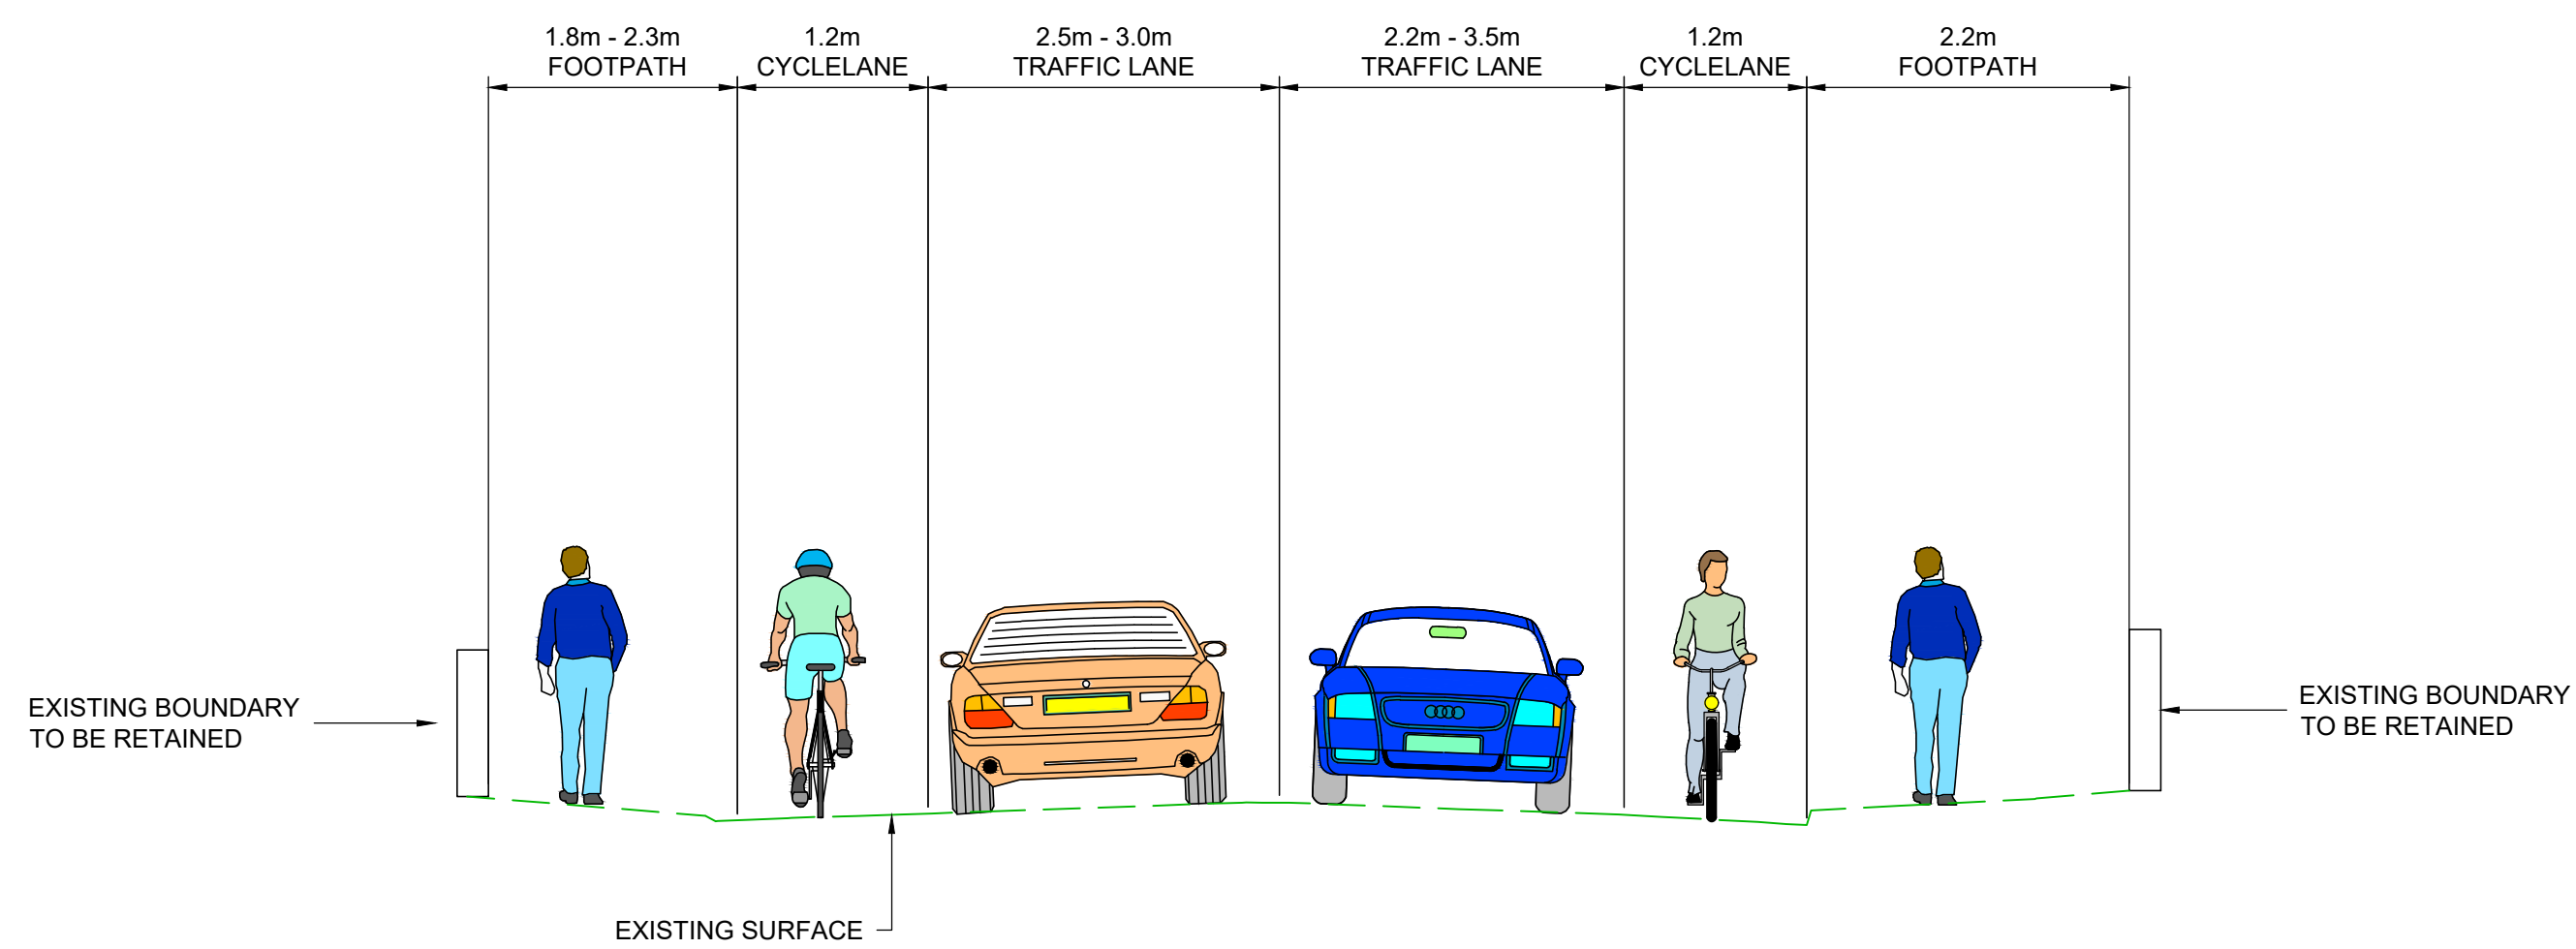 1.8m - 2.3m
FOOTPATH
1.2m
CYCLELANE
2.5m - 3.0m
TRAFFIC LANE
2.2m - 3.5m
TRAFFIC LANE
1.2m
CYCLELANE
2.2m
FOOTPATH
EXISTING BOUNDARY
TO BE RETAINED
EXISTING BOUNDARY
TO BE RETAINED
EXISTING SURFACE